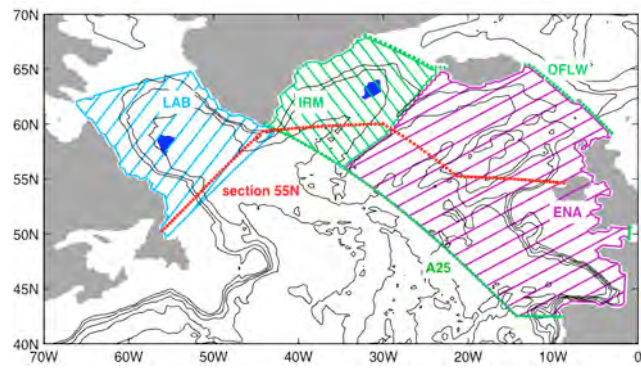 70N
65N
60N
55N
50N
45N
40N
OFLW
LAB
IRM
section 55N
ENA
A25
70W 60W 50W 40W 30W 20W 10W 0